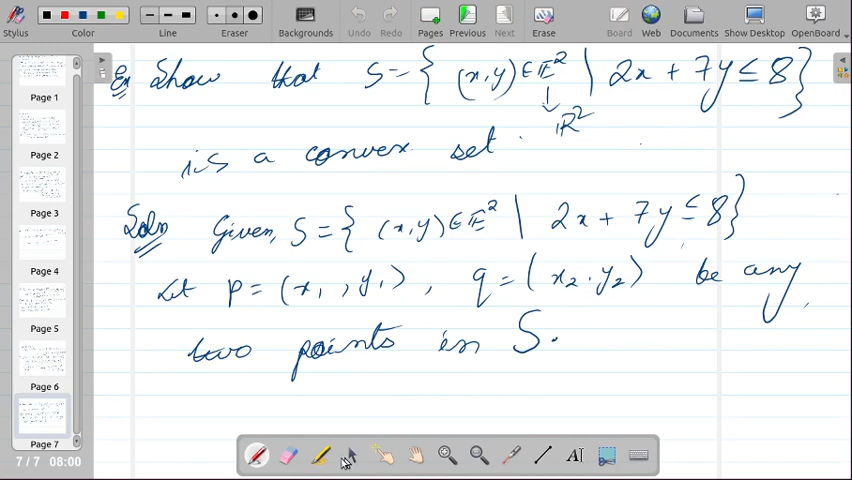 Stylus Color Line Eraser Backgrounds Undo Redo Pages Previous Next Erase Board Web Documents Show Desktop OpenBoard
Page 1
Page 2
Page 3
Page 4
Page 5
Page 6
Page 7
7 / 7 08:00
Ex Show that S = { (x,y) ∈ E² | 2x + 7y ≤ 8}
↓
R²
is a convex set.
Soln Given, S = { (x,y) ∈ E² | 2x + 7y ≤ 8}
Let p = (x₁, y₁), q = (x₂, y₂) be any
two points in S.